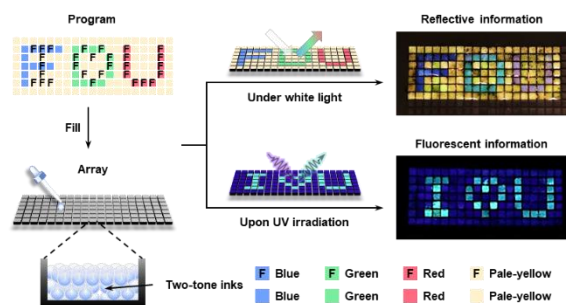 Program
Reflective information
F F F F F F F F
F F F F F
F F F F
F F F F F F F F
Fill
Under white light
Array
Fluorescent information
Upon UV irradiation
Two-tone inks
F Blue F Green F Red F Pale-yellow
Blue Green Red Pale-yellow